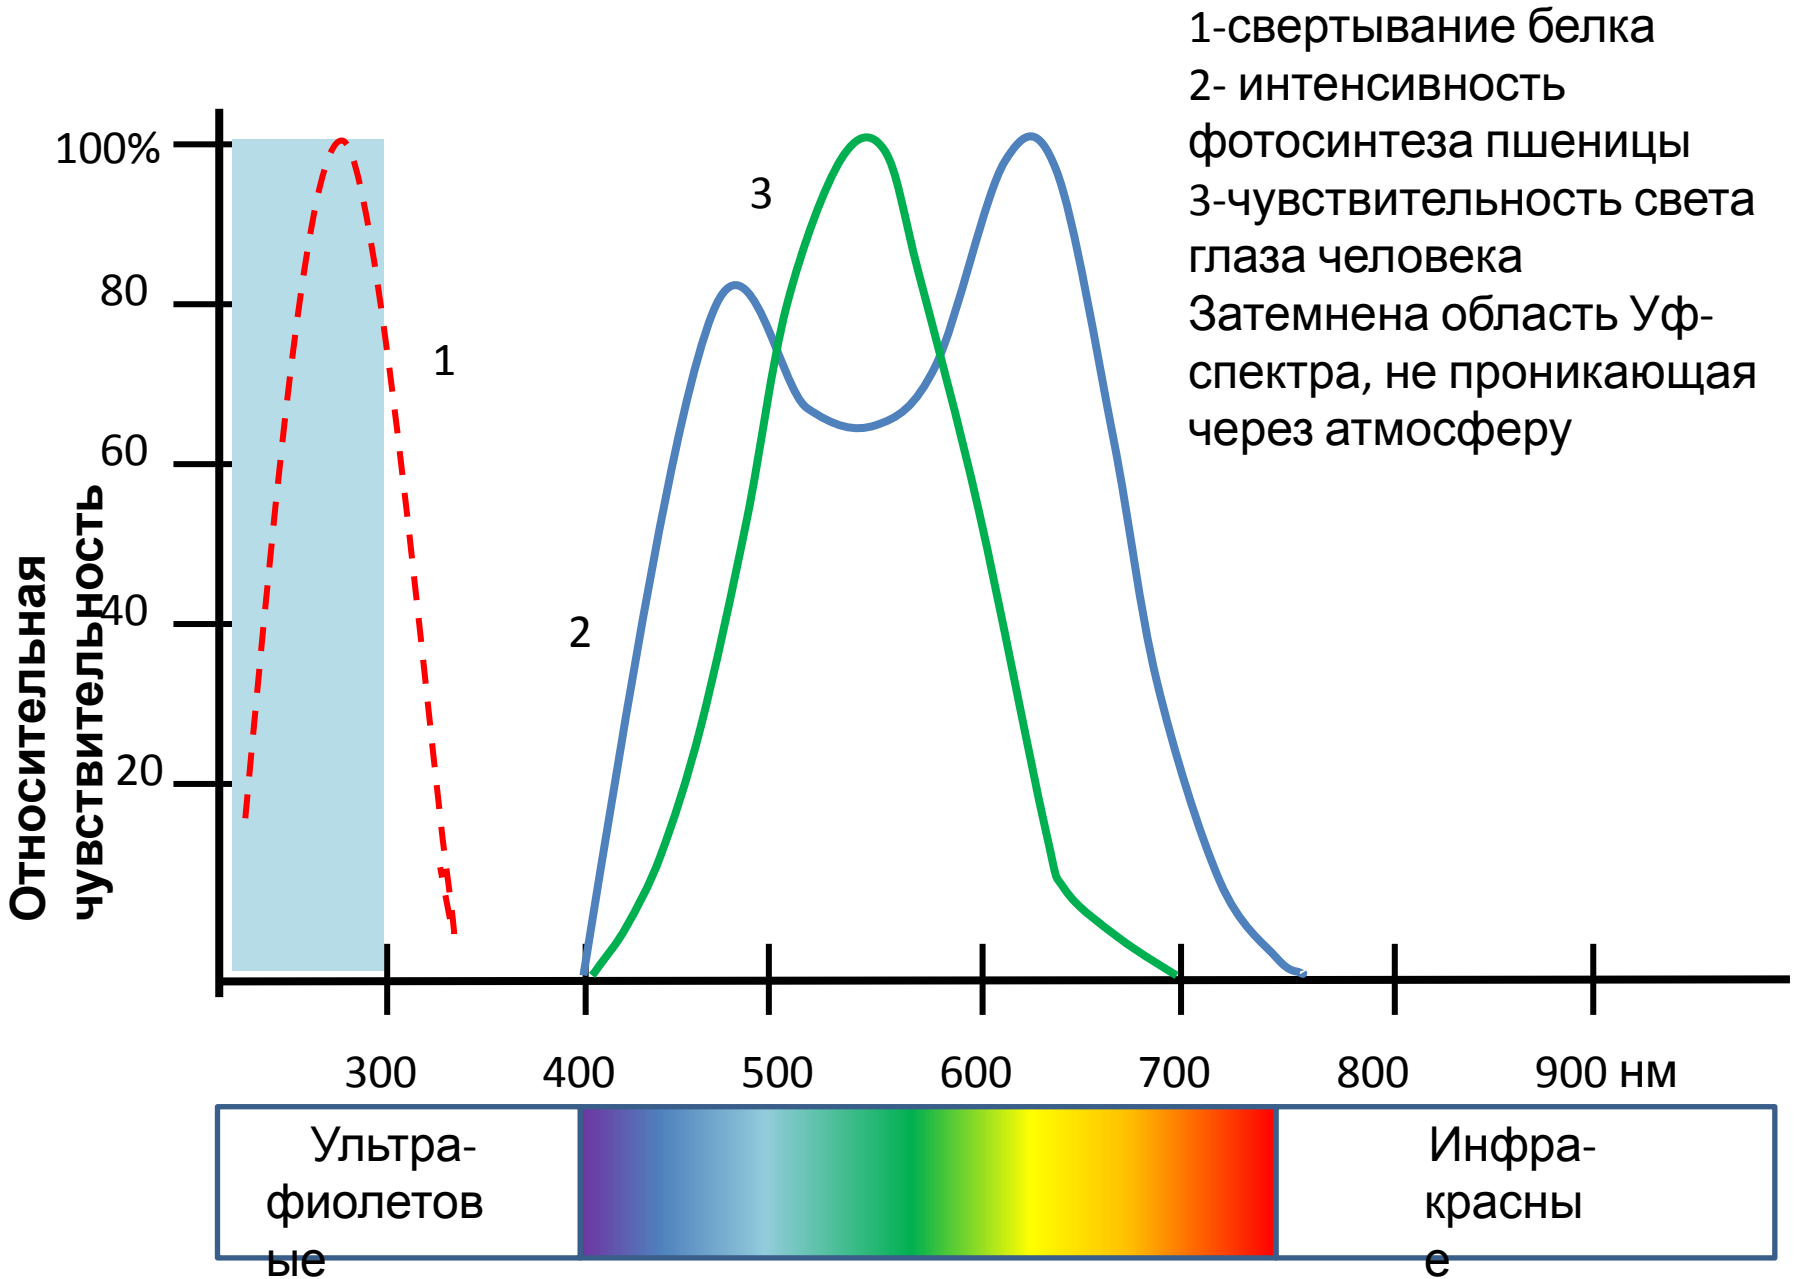 1-свертывание белка
2- интенсивность
фотосинтеза пшеницы
3-чувствительность света
глаза человека
Затемнена область Уф-
спектра, не проникающая
через атмосферу
100%
80
60
40
20
Относительная
чувствительность
1
2
3
300
400
500
600
700
800
900 нм
Ультра-
фиолетов
ые
Инфра-
красны
е